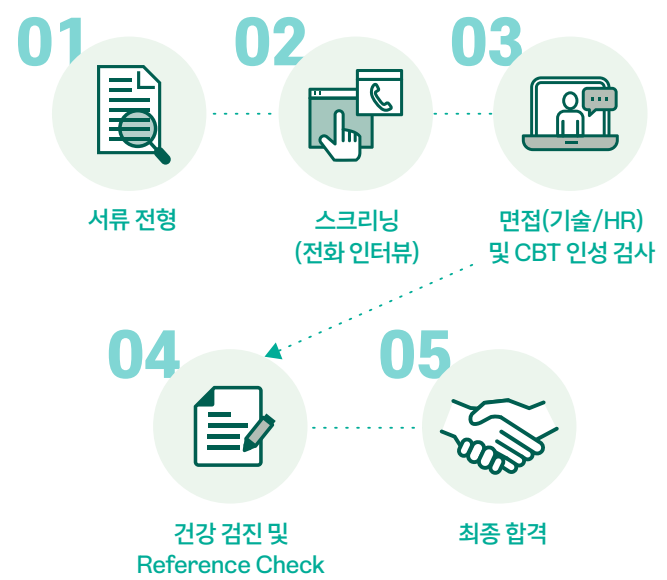 01
서류 전형
02
스크리닝
(전화 인터뷰)
03
면접(기술/HR)
및 CBT 인성 검사
04
건강 검진 및
Reference Check
05
최종 합격